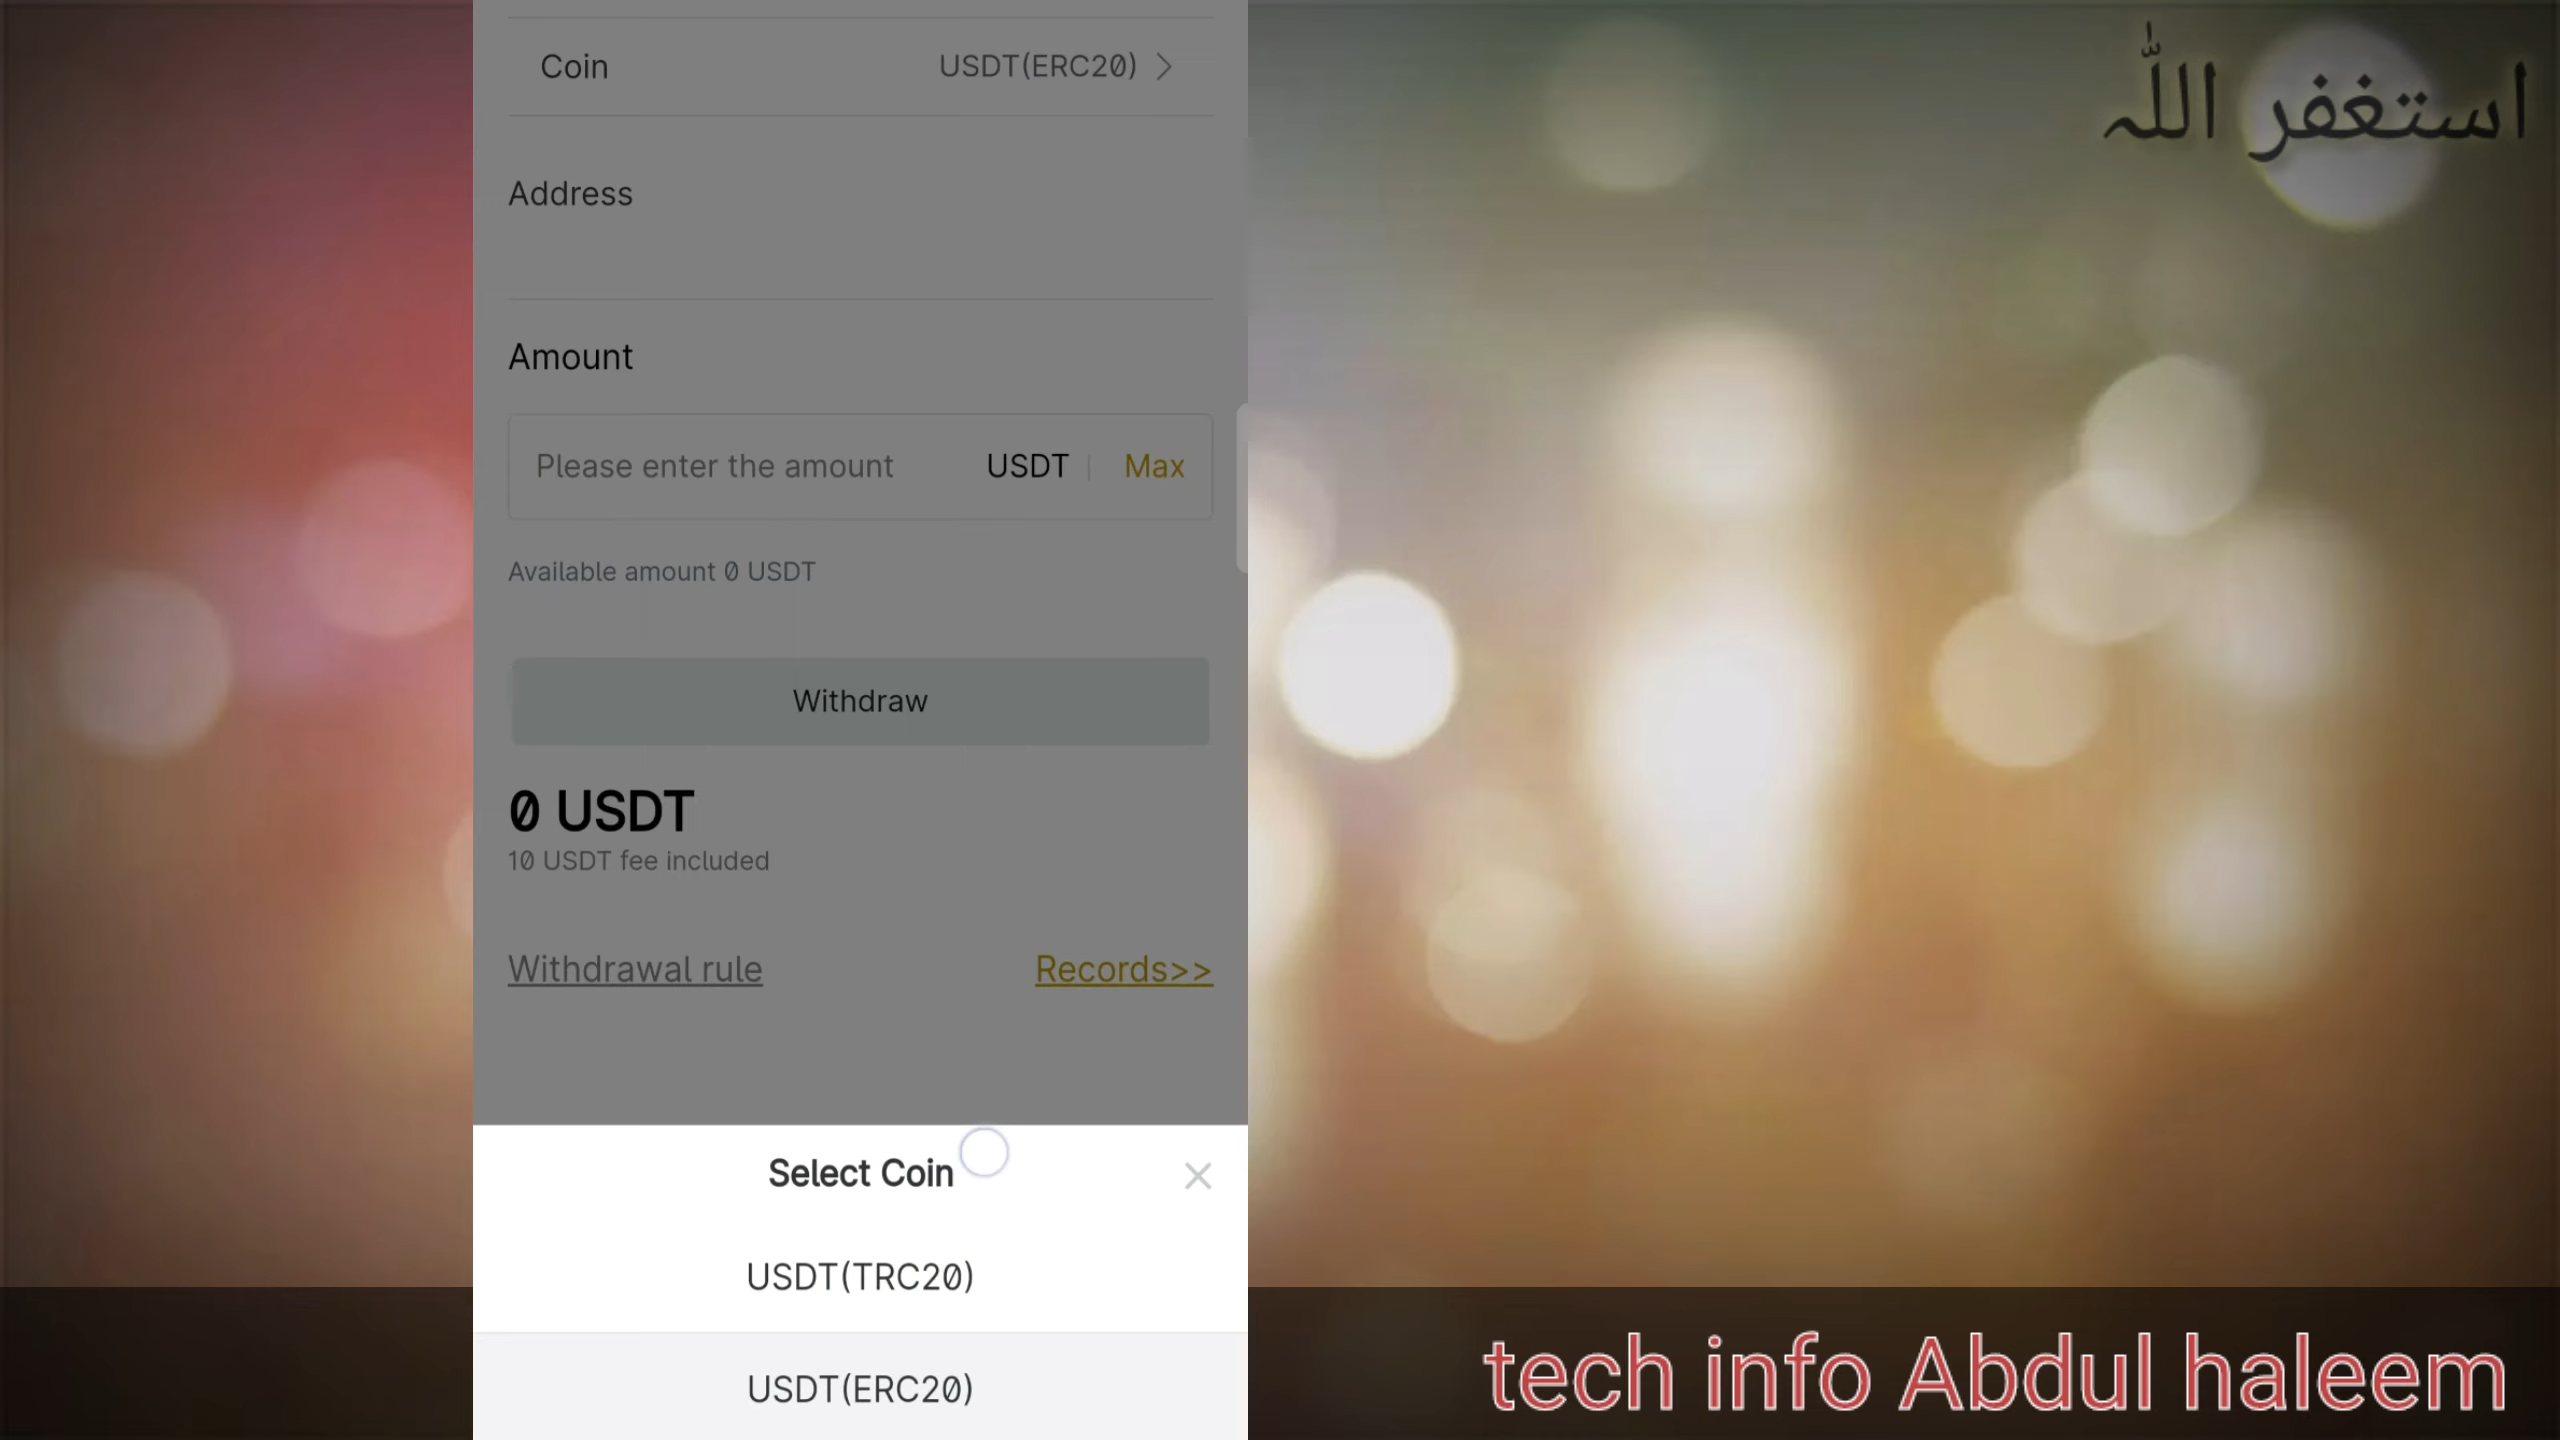 Coin USDT(ERC20)
استغفر اللّٰہ
Address
Amount
Please enter the amount USDT Max
Available amount 0 USDT
Withdraw
0 USDT
10 USDT fee included
Withdrawal rule Records>>
Select Coin
USDT(TRC20)
USDT(ERC20)
tech info Abdul haleem